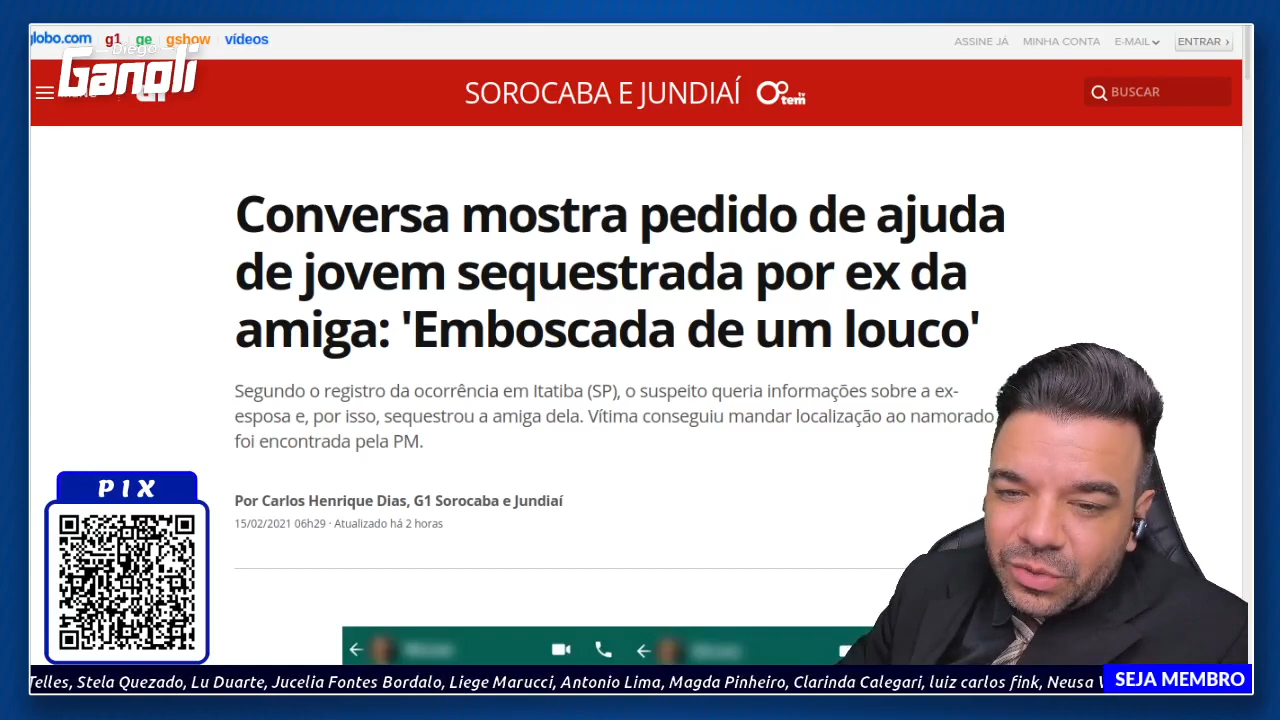 globo.com g1 ge gshow vídeos
ASSINE JÁ MINHA CONTA E-MAIL ENTRAR ›
Diego
Gangli
SOROCABA E JUNDIAÍ
tv
tem
BUSCAR
Conversa mostra pedido de ajuda
de jovem sequestrada por ex da
amiga: 'Emboscada de um louco'
Segundo o registro da ocorrência em Itatiba (SP), o suspeito queria informações sobre a ex-
esposa e, por isso, sequestrou a amiga dela. Vítima conseguiu mandar localização ao namorado
foi encontrada pela PM.
PIX
Por Carlos Henrique Dias, G1 Sorocaba e Jundiaí
15/02/2021 06h29 · Atualizado há 2 horas
Telles, Stela Quezado, Lu Duarte, Jucelia Fontes Bordalo, Liege Marucci, Antonio Lima, Magda Pinheiro, Clarinda Calegari, luiz carlos fink, Neusa
SEJA MEMBRO